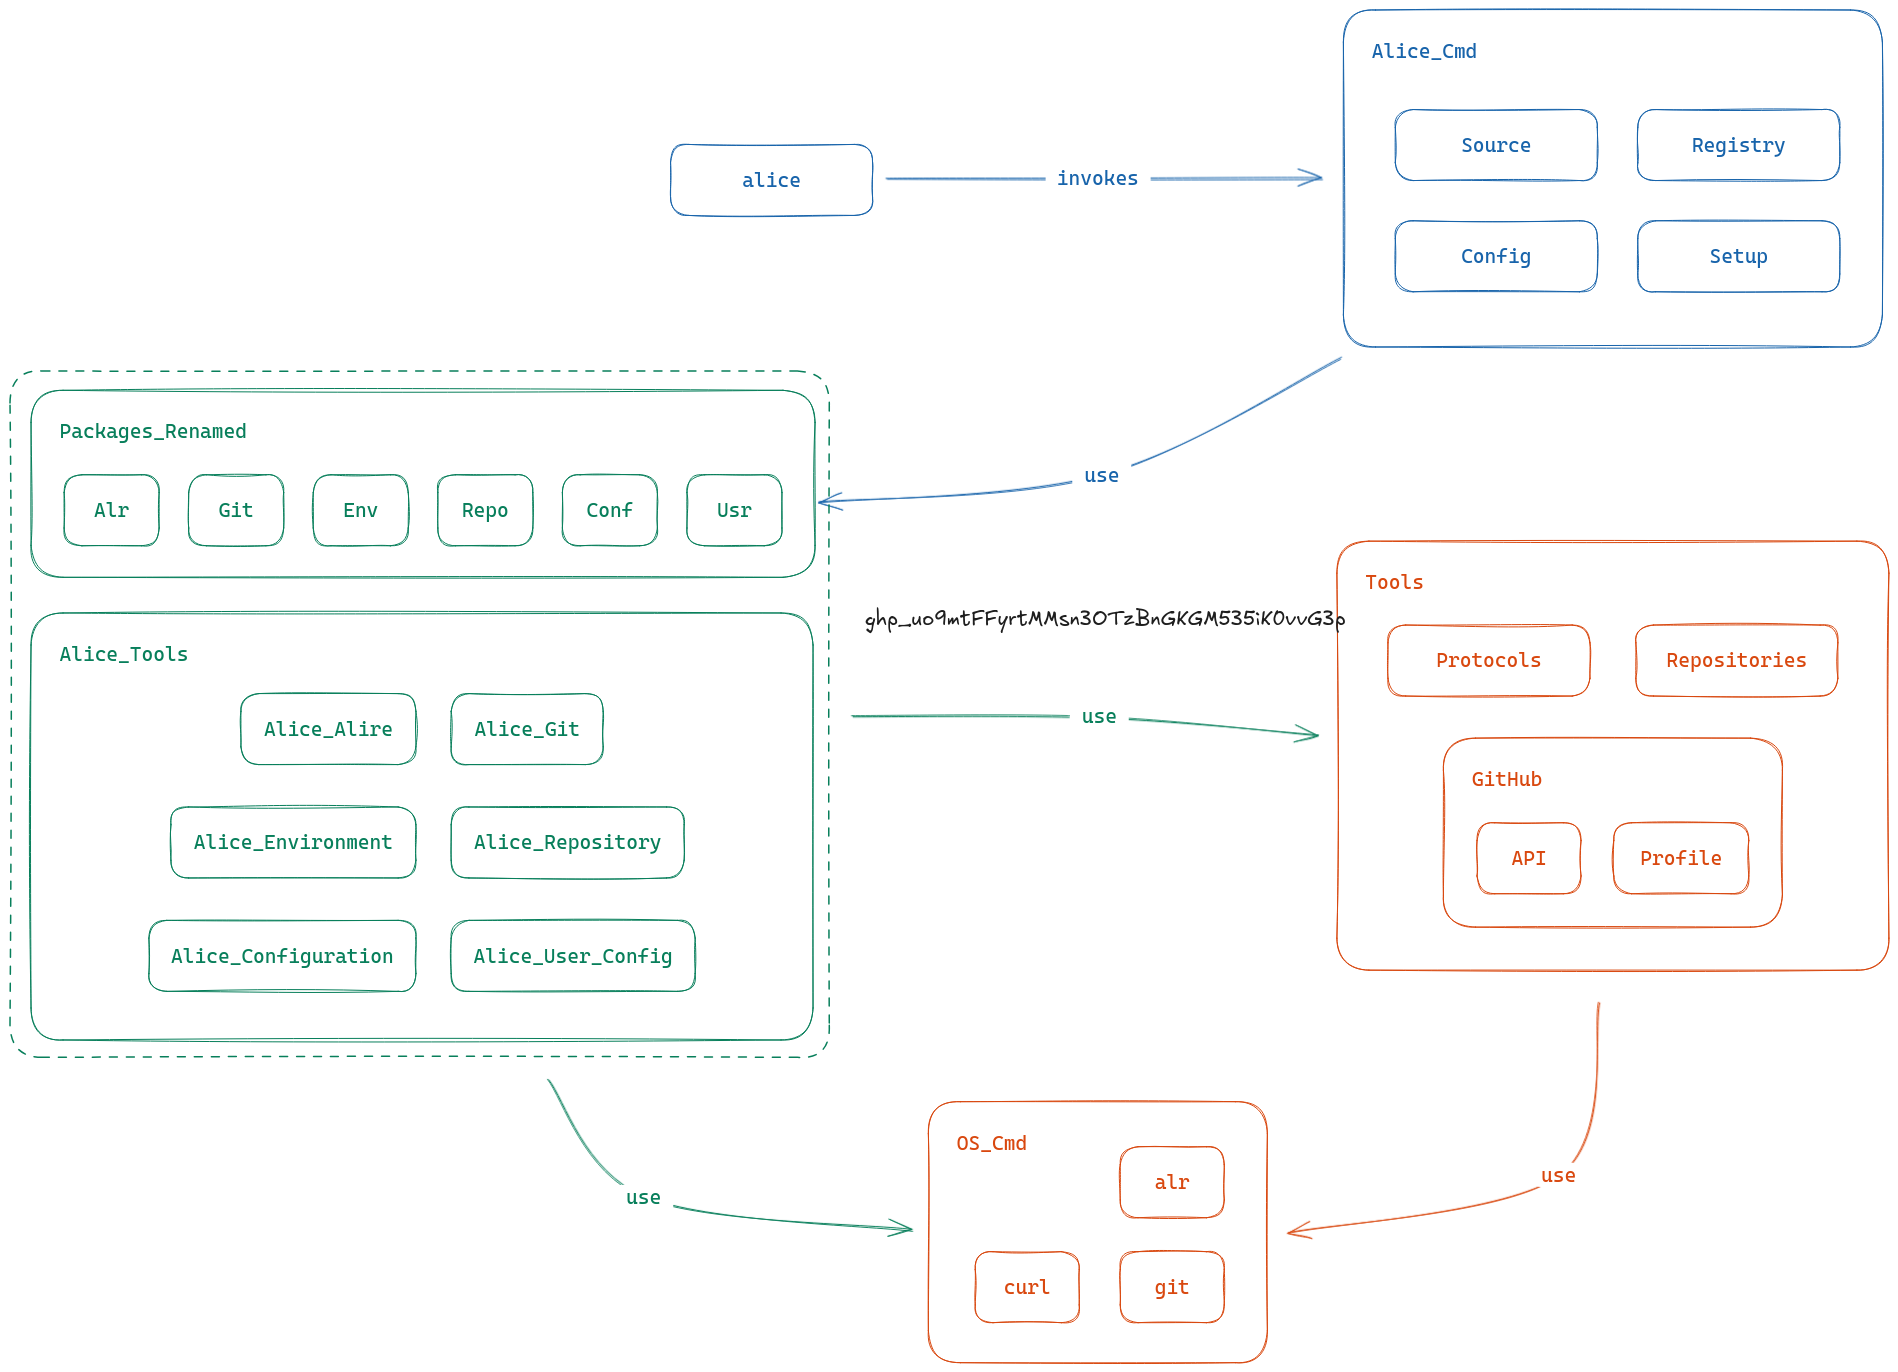 Alice_Cmd
Source
Registry
alice
invokes
Config
Setup
Packages_Renamed
Alr
Git
Env
Repo
Conf
Usr
use
Tools
ghp_uo9mtFFyrtMMsn3OTzBnGKGM535iKOvvG3p
Protocols
Repositories
Alice_Tools
Alice_Alire
Alice_Git
use
GitHub
API
Profile
Alice_Environment
Alice_Repository
Alice_Configuration
Alice_User_Config
use
OS_Cmd
alr
curl
git
use